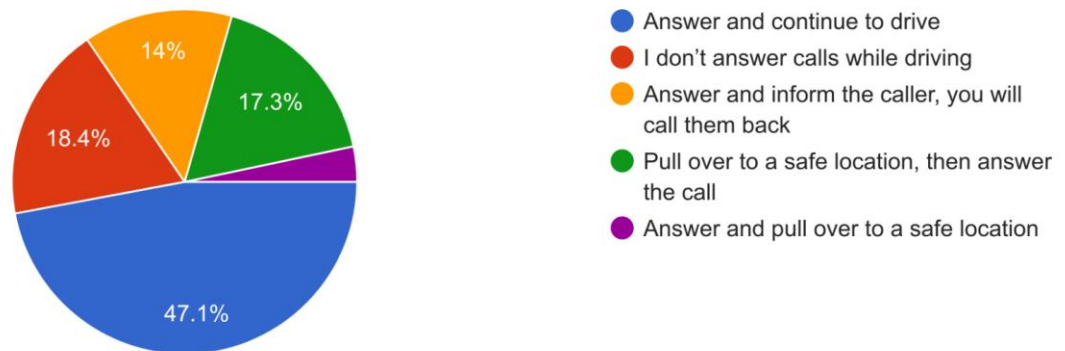 14%
17.3%
18.4%
47.1%
Answer and continue to drive
I don’t answer calls while driving
Answer and inform the caller, you will
call them back
Pull over to a safe location, then answer
the call
Answer and pull over to a safe location